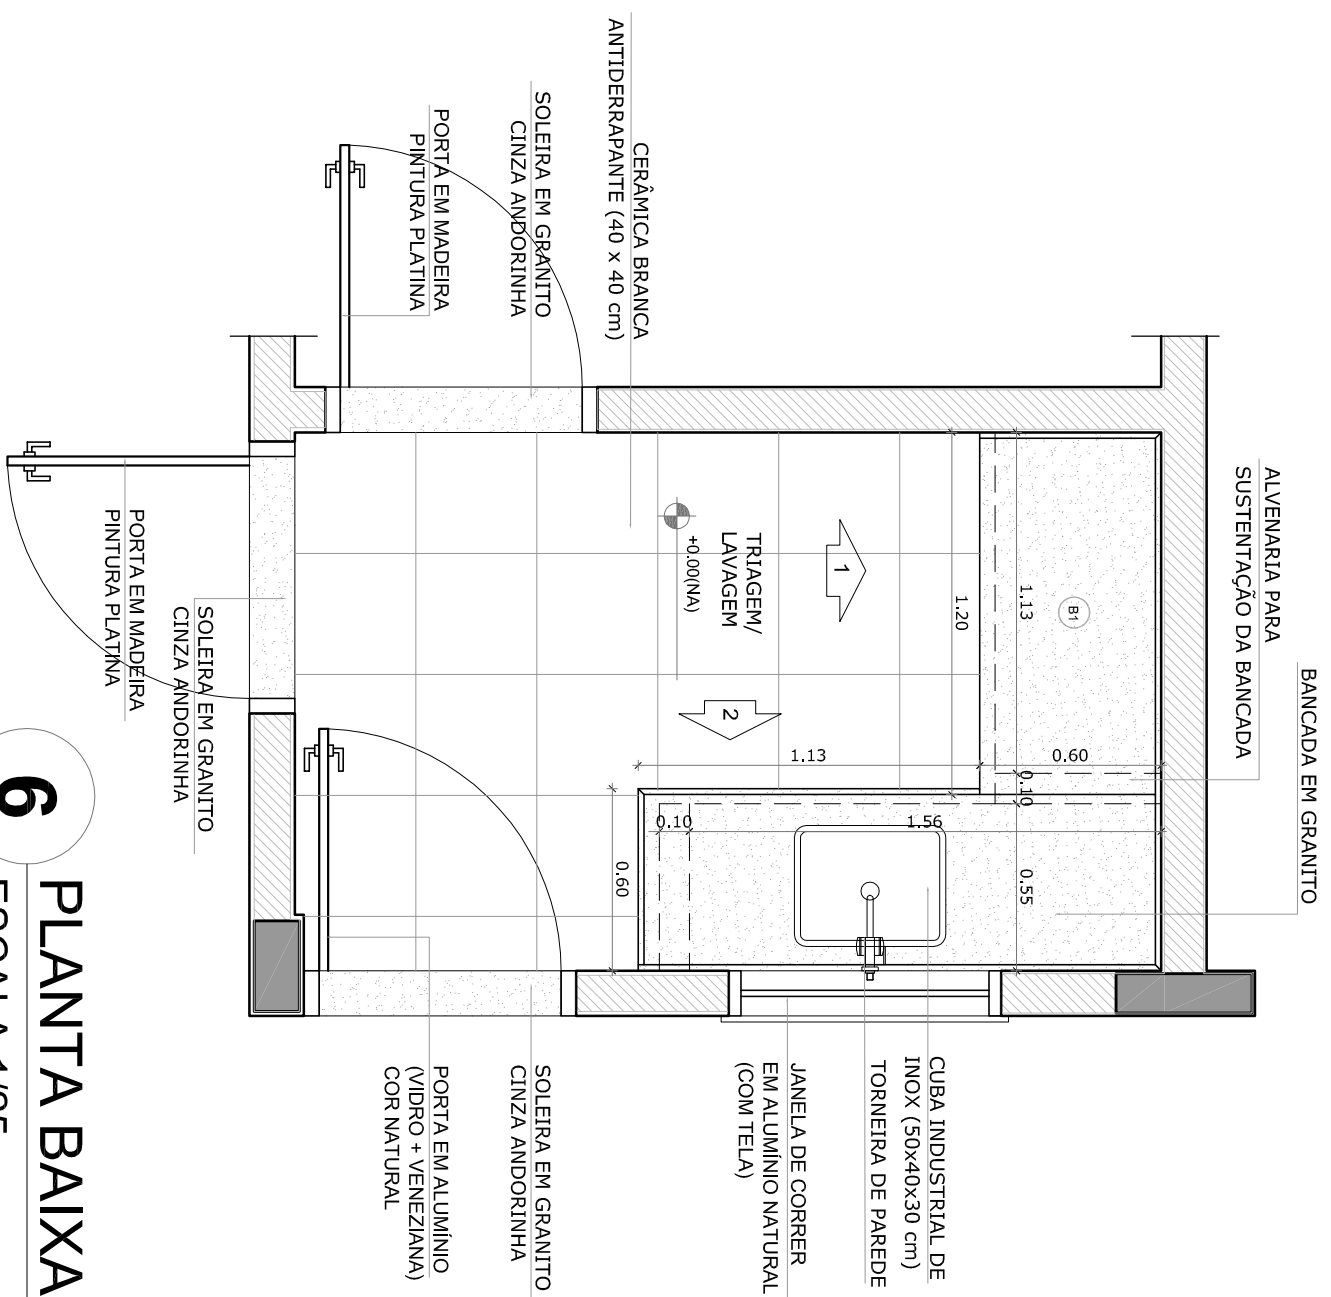 BANCADA EM GRANITO
ALVENARIA PARA
SUSTENTAÇÃO DA BANCADA
CERÂMICA BRANCA
ANTIDERRAPANTE (40 x 40 cm)
SOLEIRA EM GRANITO
CINZA ANDORINHA
PORTA EM MADEIRA
PINTURA PLATINA
B1
1.13
1.20
0.60
0.10
1.13
1.56
0.10
0.55
0.60
1
2
TRIAGEM/
LAVAGEM
+0.00(NA)
CUBA INDUSTRIAL DE
INOX (50x40x30 cm)
TORNEIRA DE PAREDE
JANELA DE CORRER
EM ALUMÍNIO NATURAL
(COM TELA)
SOLEIRA EM GRANITO
CINZA ANDORINHA
PORTA EM ALUMÍNIO
(VIDRO + VENEZIANA)
COR NATURAL
SOLEIRA EM GRANITO
CINZA ANDORINHA
PORTA EM MADEIRA
PINTURA PLATINA
6
PLANTA BAIXA
ESCALA 1/25